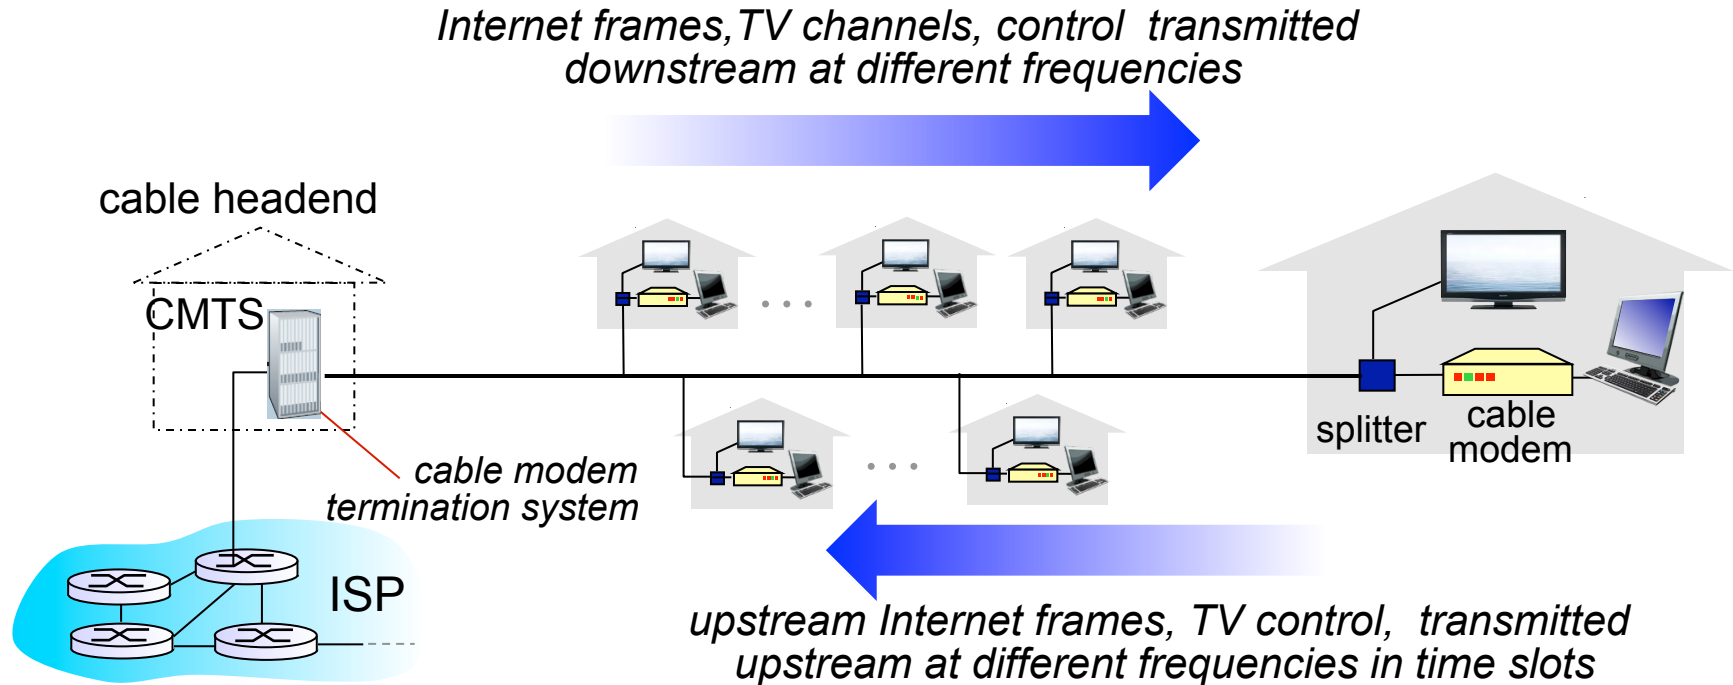 Internet frames, TV channels, control transmitted
downstream at different frequencies
cable headend
CMTS
splitter
cable
modem
cable modem
termination system
ISP
upstream Internet frames, TV control, transmitted
upstream at different frequencies in time slots